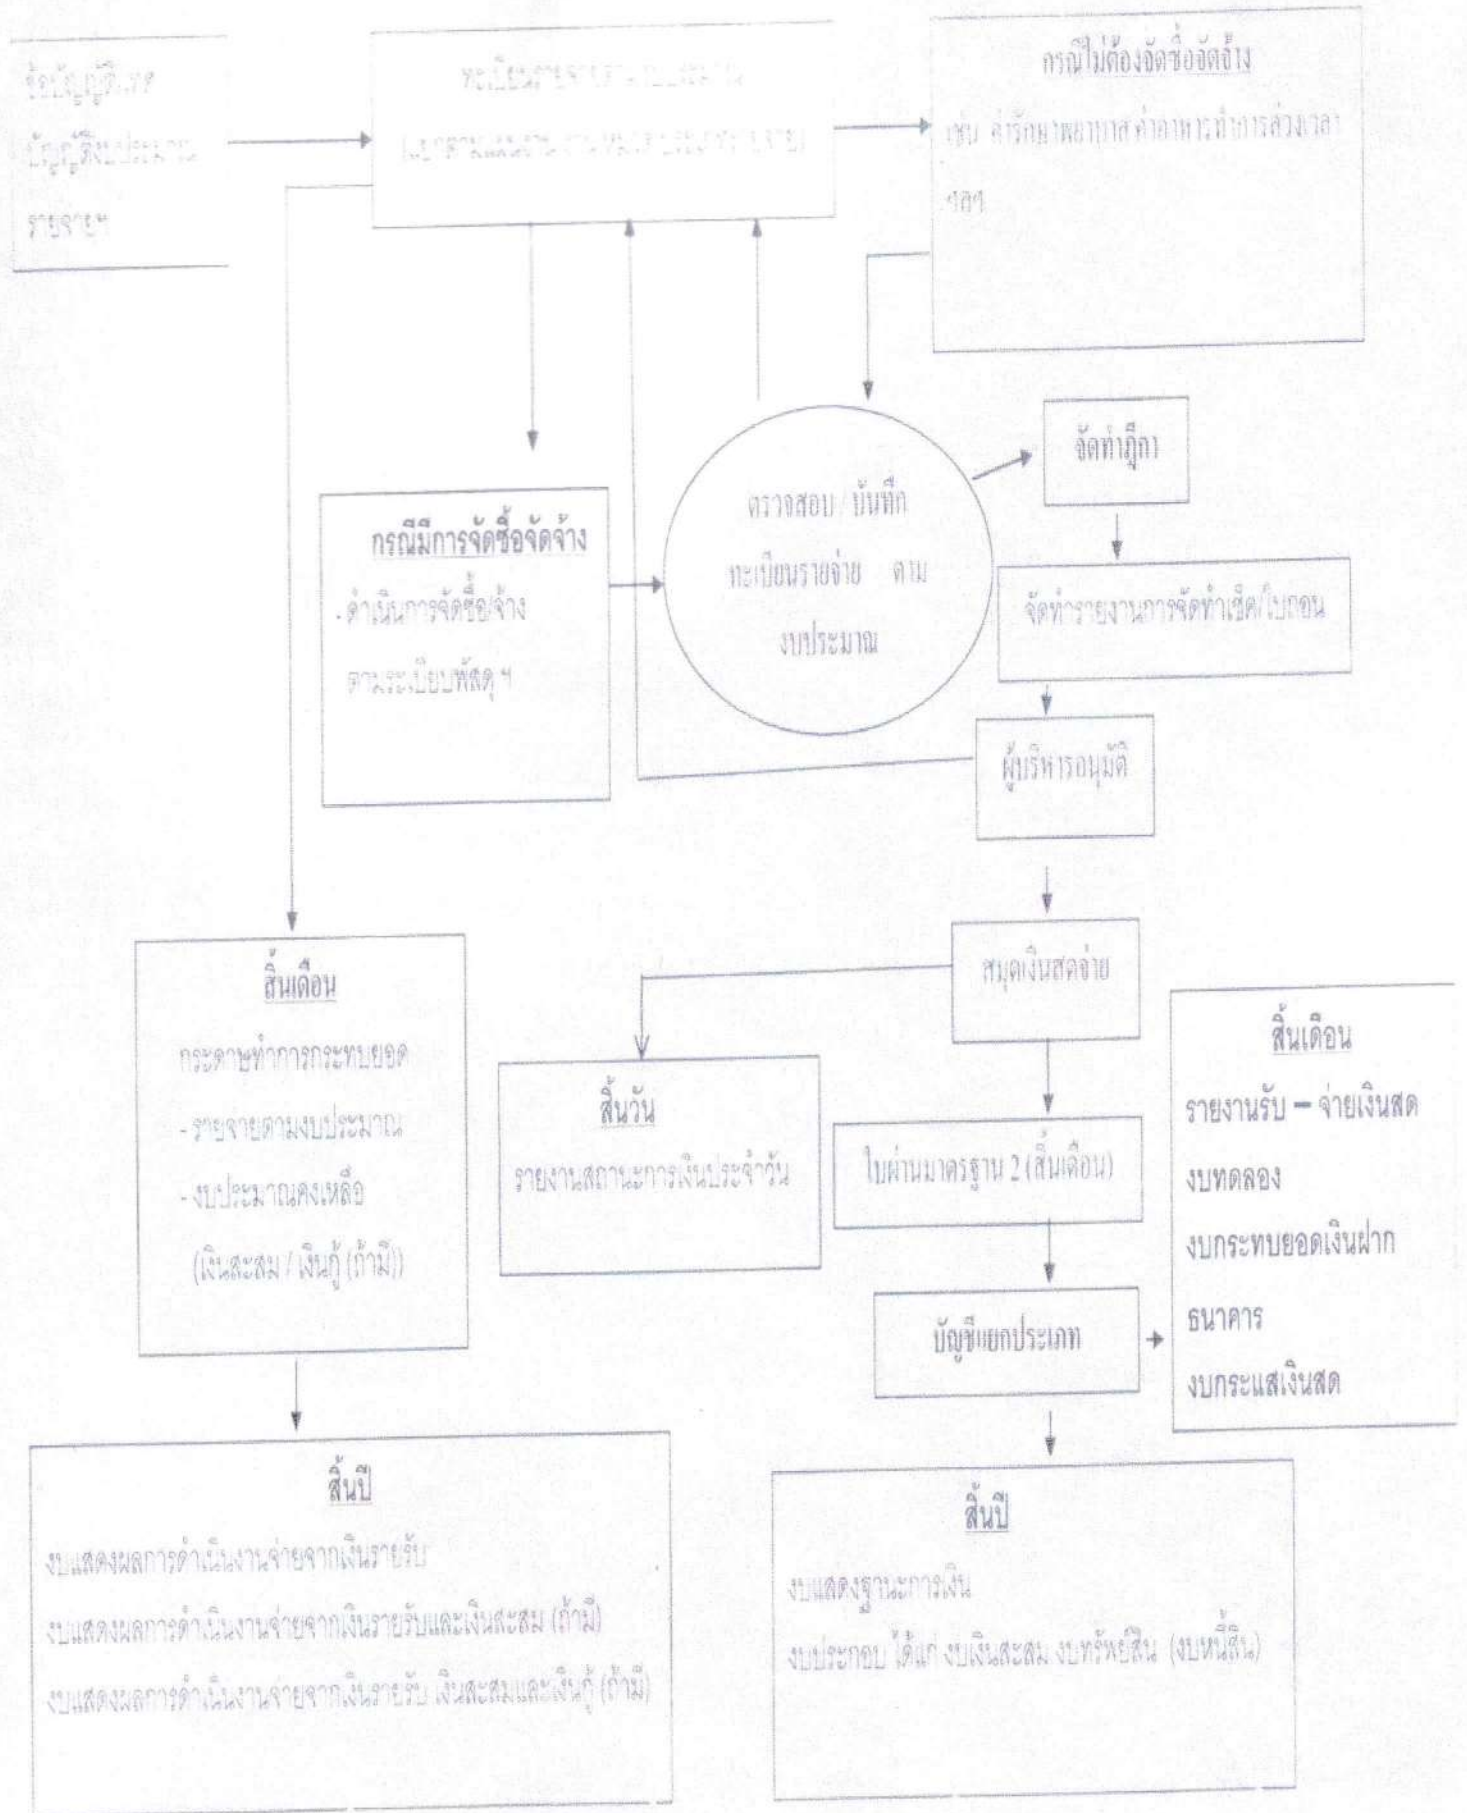 บัญญัติงบประมาณ
รายจ่ายฯ
กรณีไม่ต้องจัดซื้อจัดจ้าง
เช่น ค่ารักษาพยาบาล ค่าอาหารทำการล่วงเวลา
ฯลฯ
จัดทำฎีกา
ตรวจสอบ / บันทึก
ทะเบียนรายจ่าย ตาม
งบประมาณ
กรณีมีการจัดซื้อจัดจ้าง
- ดำเนินการจัดซื้อ/จ้าง
ตามระเบียบพัสดุ ฯ
จัดทำรายงานการจัดทำเช็ค/ใบถอน
ผู้บริหารอนุมัติ
สมุดเงินสดจ่าย
สิ้นเดือน
กระดาษทำการกระทบยอด
- รายจ่ายตามงบประมาณ
- งบประมาณคงเหลือ
(เงินสะสม / เงินกู้ (ถ้ามี))
สิ้นวัน
รายงานสถานะการเงินประจำวัน
ใบผ่านมาตรฐาน 2 (สิ้นเดือน)
บัญชีแยกประเภท
สิ้นเดือน
รายงานรับ – จ่ายเงินสด
งบทดลอง
งบกระทบยอดเงินฝาก
ธนาคาร
งบกระแสเงินสด
สิ้นปี
งบแสดงผลการดำเนินงานจ่ายจากเงินรายรับ
งบแสดงผลการดำเนินงานจ่ายจากเงินรายรับและเงินสะสม (ถ้ามี)
งบแสดงผลการดำเนินงานจ่ายจากเงินรายรับ เงินสะสมและเงินกู้ (ถ้ามี)
สิ้นปี
งบแสดงฐานะการเงิน
งบประกอบ ได้แก่ งบเงินสะสม งบทรัพย์สิน (งบหนี้สิน)